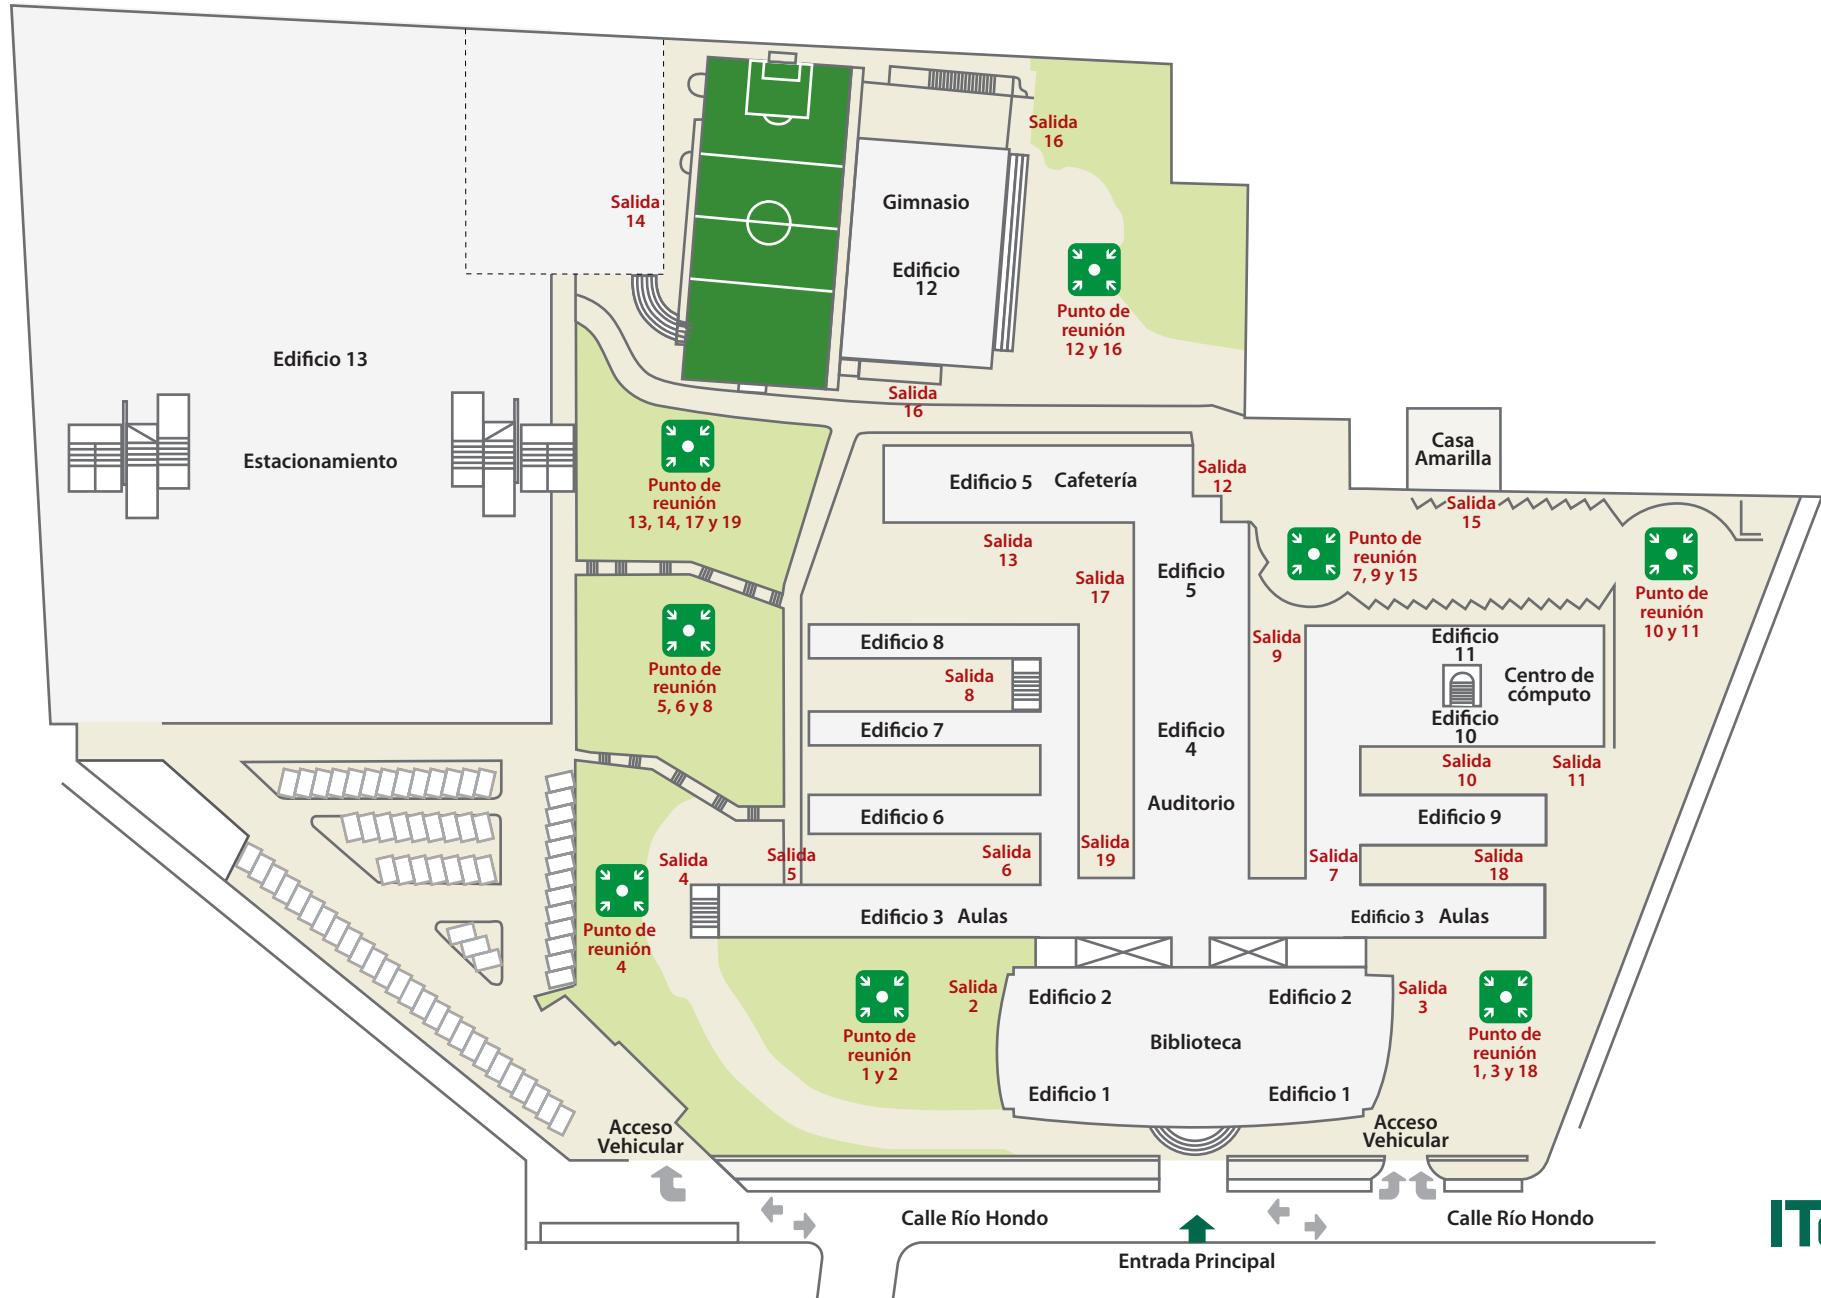 Salida
16
Salida
14
Gimnasio
Edificio
12
Punto de
reunión
12 y 16
Edificio 13
Estacionamiento
Salida
16
Punto de
reunión
13, 14, 17 y 19
Edificio 5 Cafetería
Salida
12
Casa
Amarilla
Salida
15
Salida
13
Salida
17
Edificio
5
Punto de
reunión
7, 9 y 15
Punto de
reunión
10 y 11
Punto de
reunión
5, 6 y 8
Edificio 8
Salida
8
Edificio 7
Edificio 6
Salida
9
Edificio
11
Centro de
cómputo
Edificio
10
Edificio
4
Auditorio
Salida
10
Salida
11
Edificio 9
Salida
4
Salida
5
Salida
6
Salida
19
Salida
7
Salida
18
Edificio 3 Aulas
Edificio 3 Aulas
Punto de
reunión
4
Salida
2
Edificio 2
Edificio 2
Salida
3
Punto de
reunión
1 y 2
Biblioteca
Punto de
reunión
1, 3 y 18
Edificio 1
Edificio 1
Acceso
Vehicular
Acceso
Vehicular
Calle Río Hondo
Calle Río Hondo
Entrada Principal